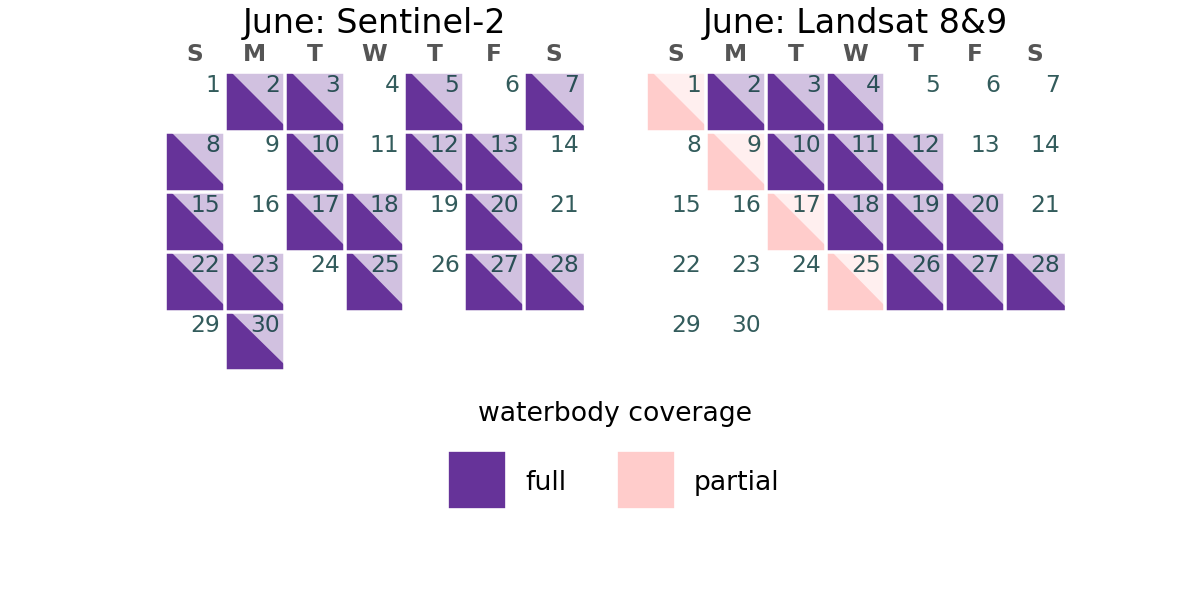 June: Sentinel-2
S M T W T F S
1 2 3 4 5 6 7
8 9 10 11 12 13 14
15 16 17 18 19 20 21
22 23 24 25 26 27 28
29 30
June: Landsat 8&9
S M T W T F S
1 2 3 4 5 6 7
8 9 10 11 12 13 14
15 16 17 18 19 20 21
22 23 24 25 26 27 28
29 30
waterbody coverage
full
partial